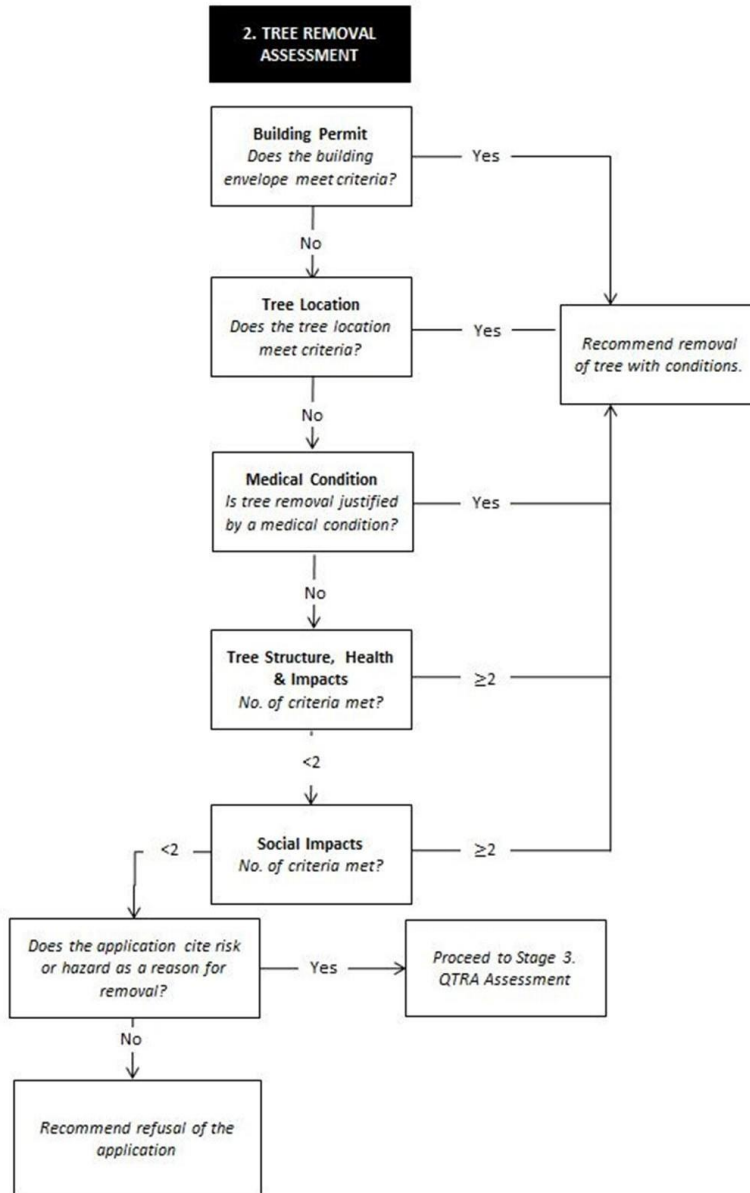 2. TREE REMOVAL
ASSESSMENT
Building Permit
Does the building
envelope meet criteria?
Yes
No
Tree Location
Does the tree location
meet criteria?
Yes
Recommend removal
of tree with conditions.
No
Medical Condition
Is tree removal justified
by a medical condition?
Yes
No
Tree Structure, Health
& Impacts
No. of criteria met?
≥2
<2
Social Impacts
No. of criteria met?
<2
≥2
Does the application cite risk
or hazard as a reason for
removal?
Yes
Proceed to Stage 3.
QTRA Assessment
No
Recommend refusal of the
application